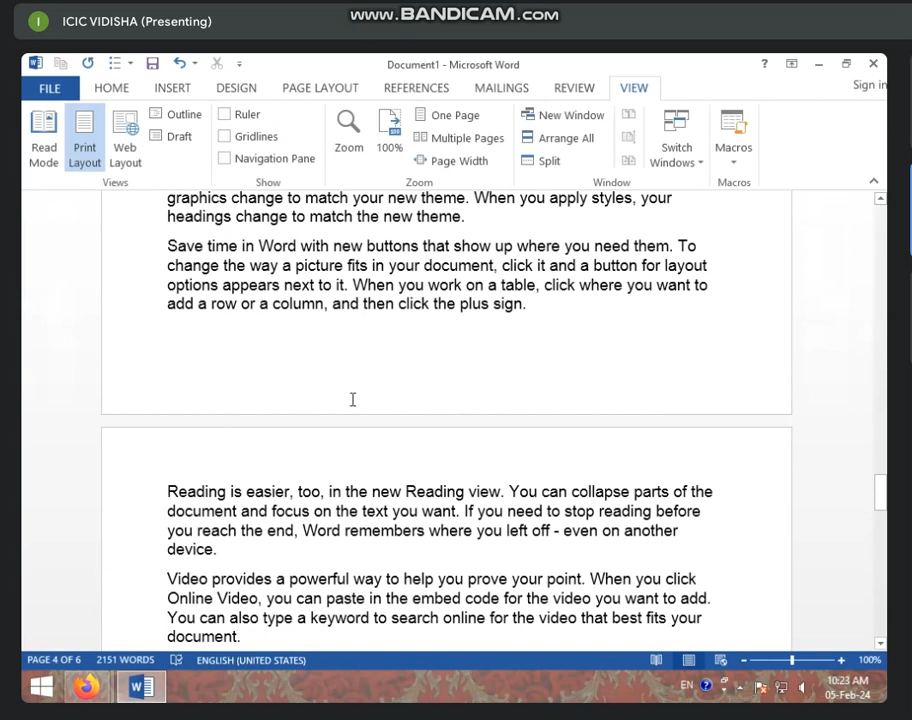 www.BANDICAM.com
I ICIC VIDISHA (Presenting)
Document1 - Microsoft Word
?
FILE HOME INSERT DESIGN PAGE LAYOUT REFERENCES MAILINGS REVIEW VIEW Sign in
Read Mode
Print Layout
Web Layout
Outline
Draft
Views
Ruler
Gridlines
Navigation Pane
Show
Zoom
100%
One Page
Multiple Pages
Page Width
Zoom
New Window
Arrange All
Split
Switch Windows
Window
Macros
Macros
graphics change to match your new theme. When you apply styles, your
headings change to match the new theme.
Save time in Word with new buttons that show up where you need them. To
change the way a picture fits in your document, click it and a button for layout
options appears next to it. When you work on a table, click where you want to
add a row or a column, and then click the plus sign.
Reading is easier, too, in the new Reading view. You can collapse parts of the
document and focus on the text you want. If you need to stop reading before
you reach the end, Word remembers where you left off - even on another
device.
Video provides a powerful way to help you prove your point. When you click
Online Video, you can paste in the embed code for the video you want to add.
You can also type a keyword to search online for the video that best fits your
document.
PAGE 4 OF 6 2151 WORDS ENGLISH (UNITED STATES) 100%
EN 10:23 AM
05-Feb-24